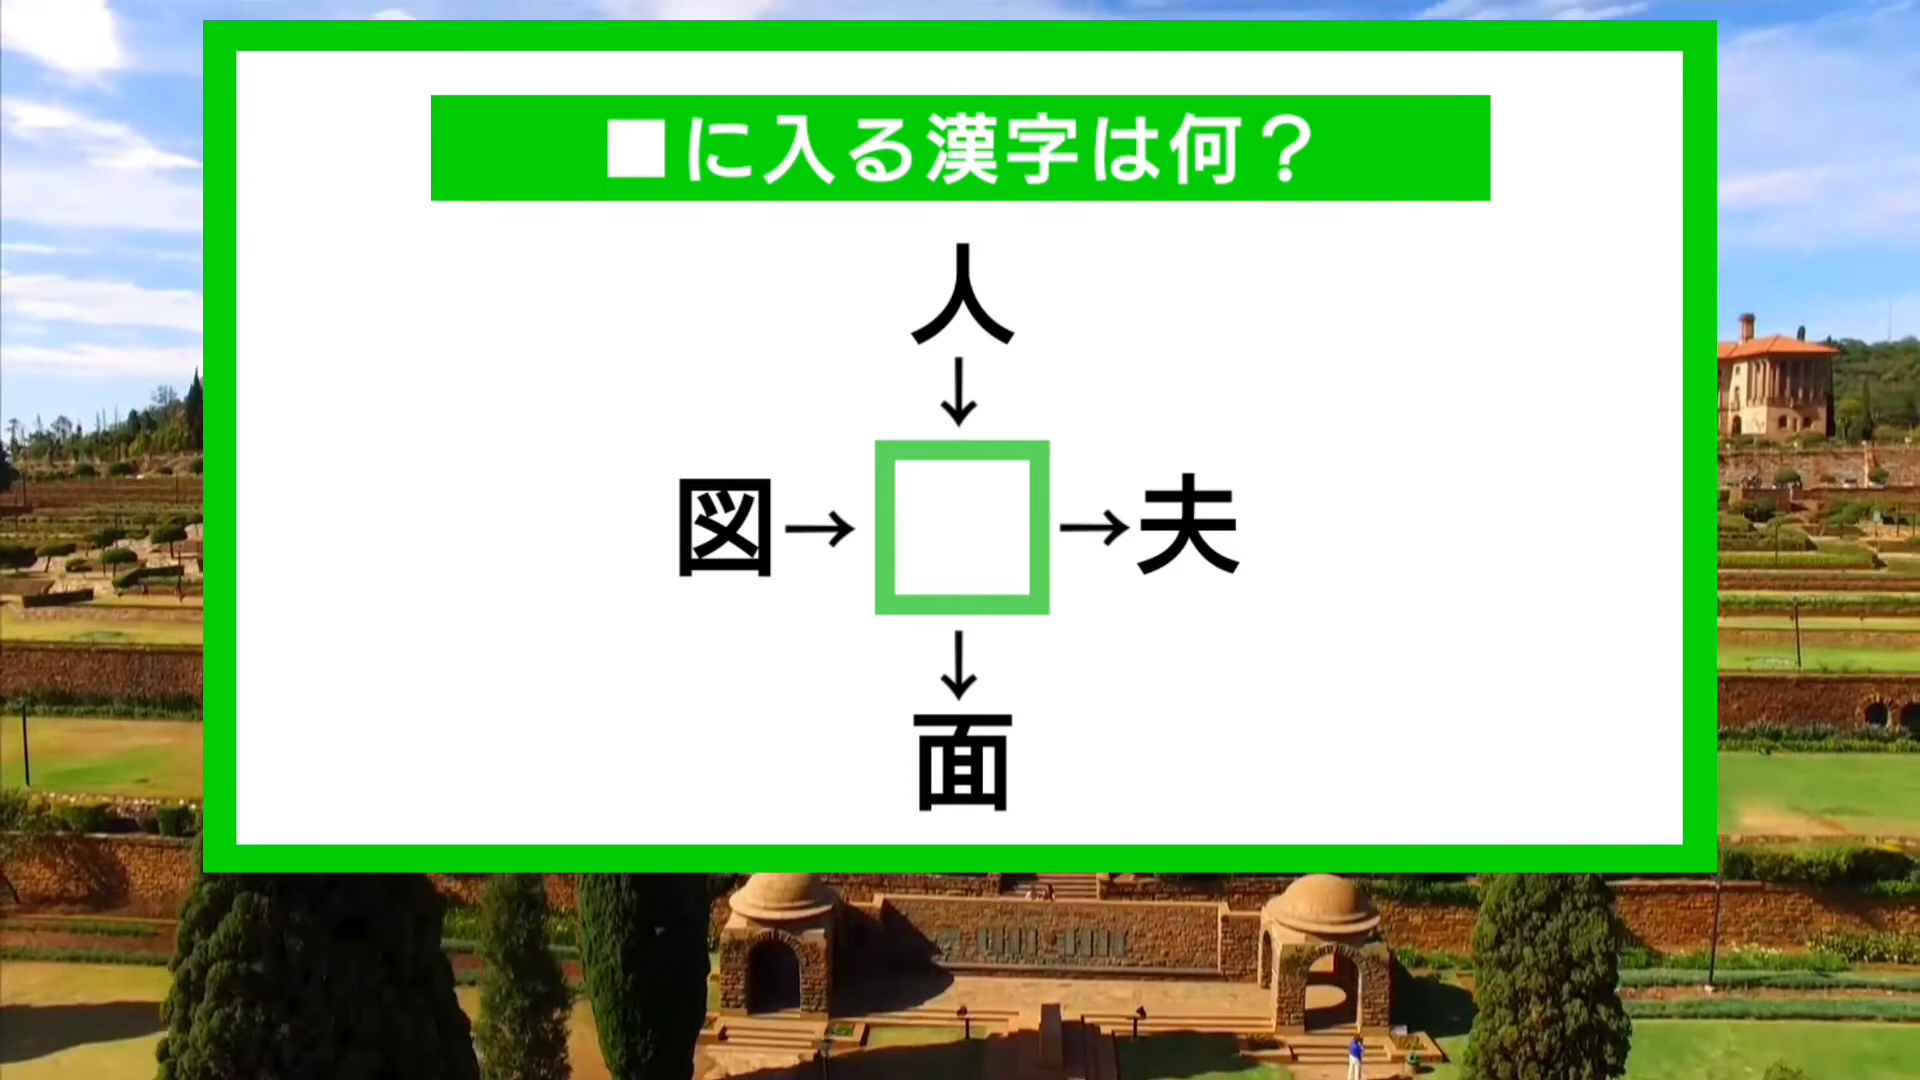 ■に入る漢字は何？
人
↓
図→□→夫
↓
面